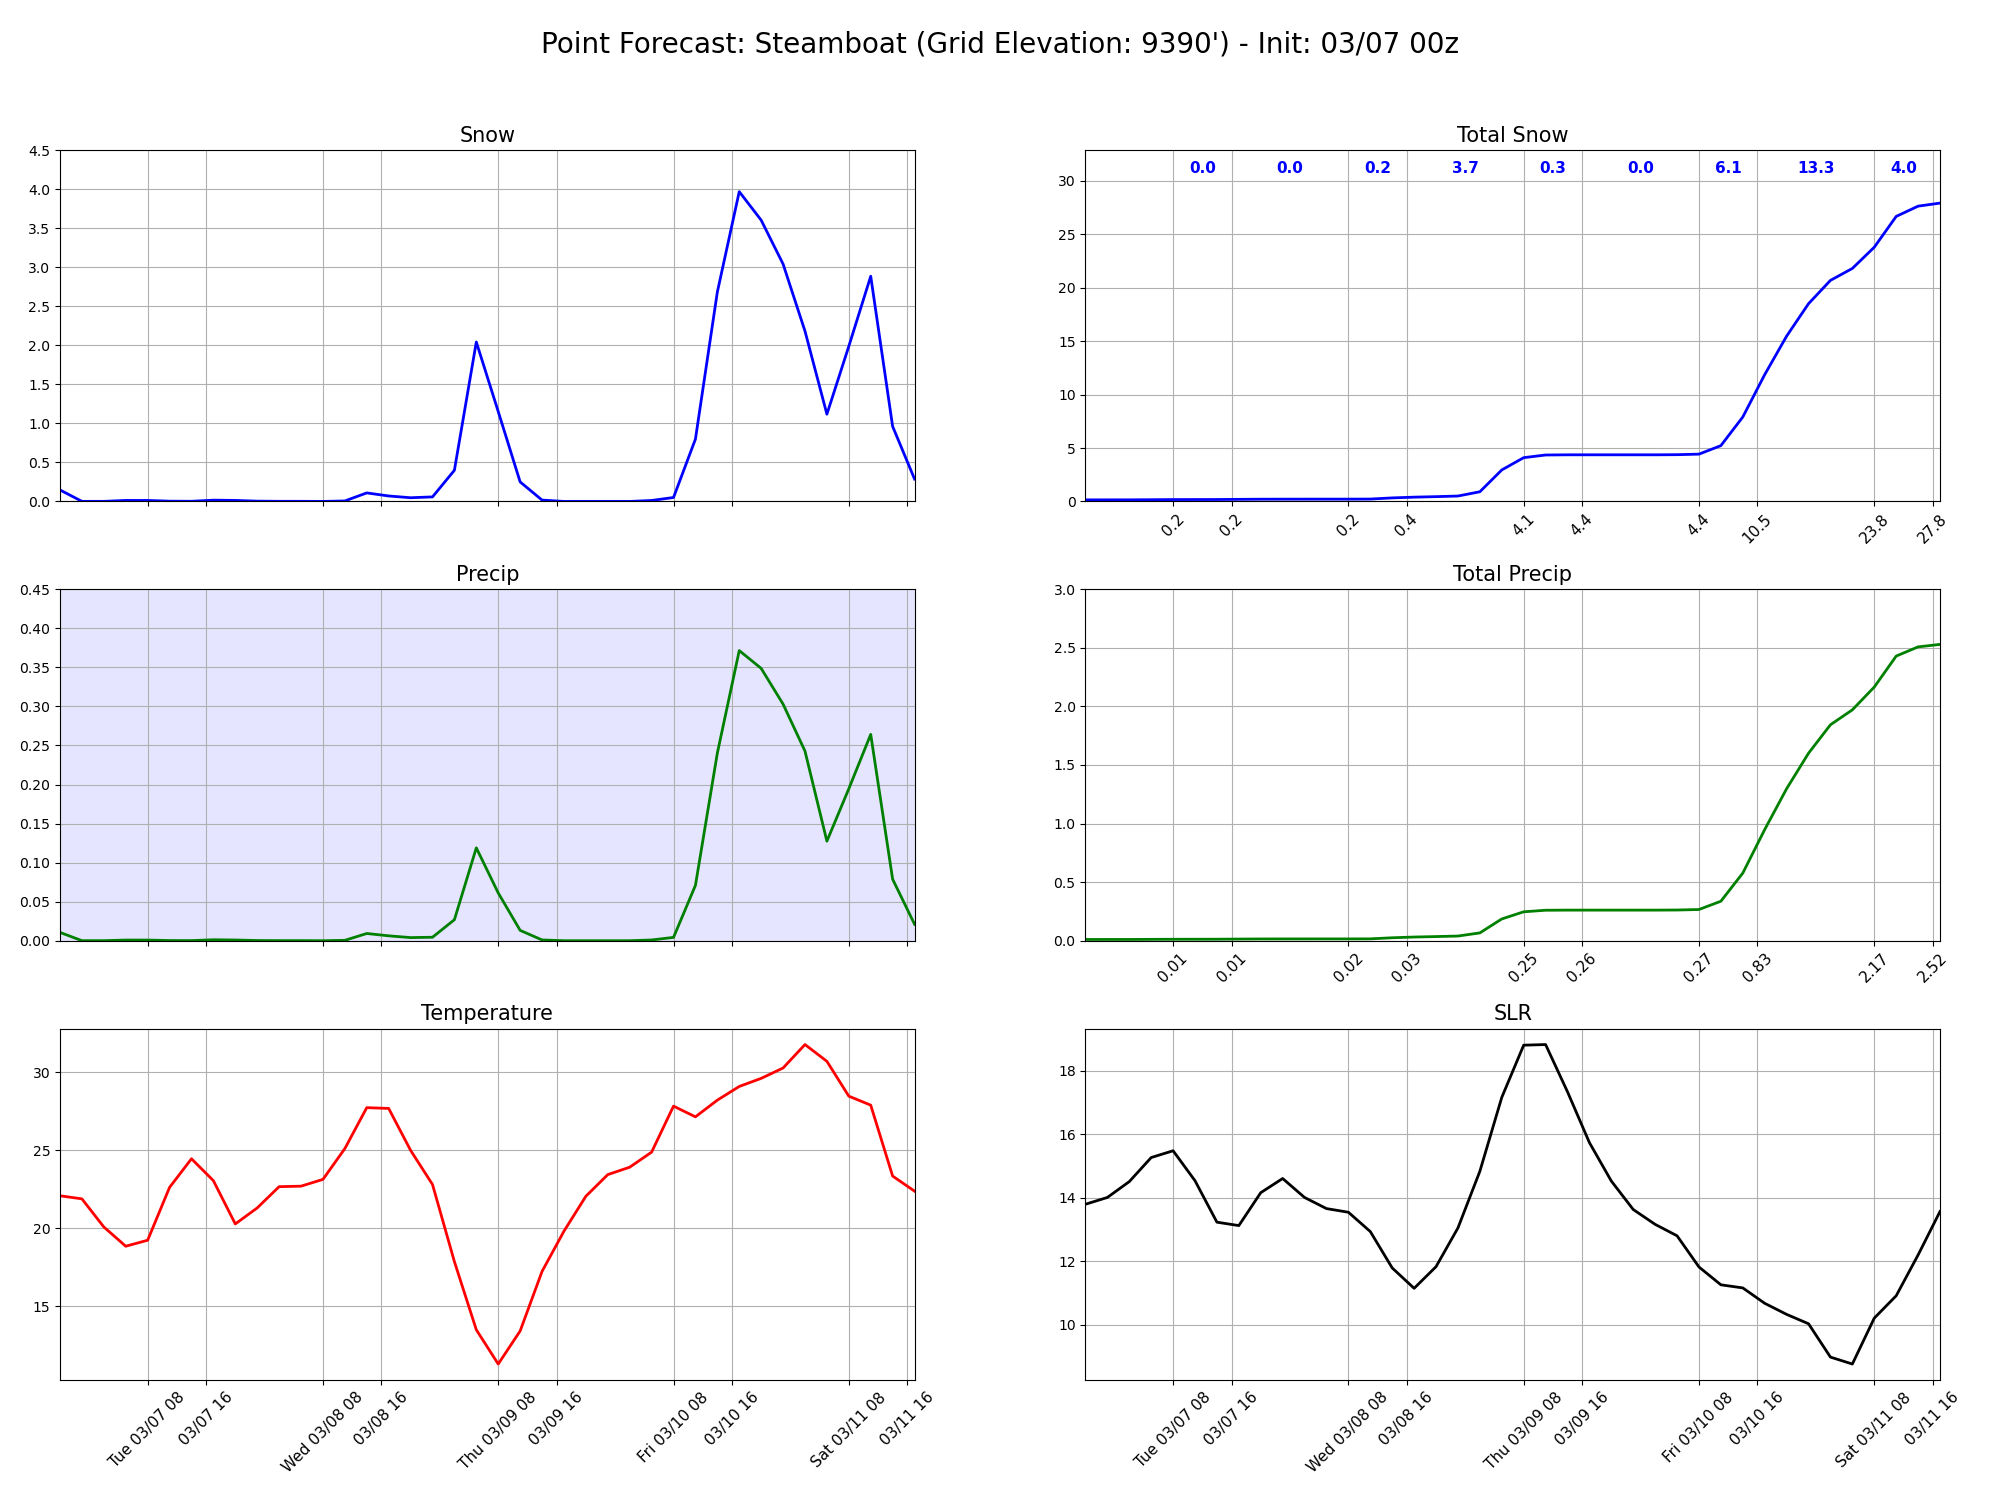 Point Forecast: Steamboat (Grid Elevation: 9390') - Init: 03/07 00z
Snow
4.5
4.0
3.5
3.0
2.5
2.0
1.5
1.0
0.5
0.0
Total Snow
0.0 0.0 0.2 3.7 0.3 0.0 6.1 13.3 4.0
30
25
20
15
10
5
0
0.2 0.2 0.2 0.4 4.1 4.4 4.4 10.5 23.8 27.8
Precip
0.45
0.40
0.35
0.30
0.25
0.20
0.15
0.10
0.05
0.00
Total Precip
3.0
2.5
2.0
1.5
1.0
0.5
0.0
0.01 0.01 0.02 0.03 0.25 0.26 0.27 0.83 2.17 2.52
Temperature
30
25
20
15
Tue 03/07 08
03/07 16
Wed 03/08 08
03/08 16
Thu 03/09 08
03/09 16
Fri 03/10 08
03/10 16
Sat 03/11 08
03/11 16
SLR
18
16
14
12
10
Tue 03/07 08
03/07 16
Wed 03/08 08
03/08 16
Thu 03/09 08
03/09 16
Fri 03/10 08
03/10 16
Sat 03/11 08
03/11 16